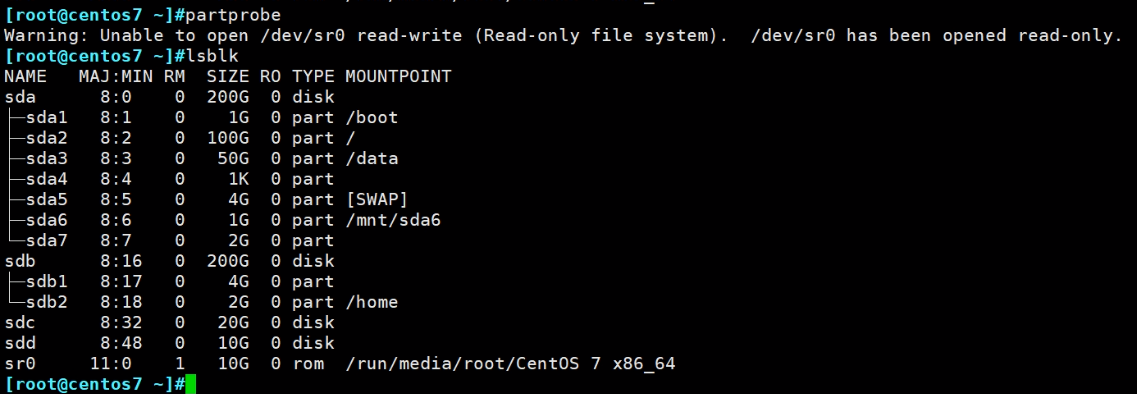 [root@centos7 ~]#partprobe
Warning: Unable to open /dev/sr0 read-write (Read-only file system).  /dev/sr0 has been opened read-only.
[root@centos7 ~]#lsblk
NAME   MAJ:MIN RM  SIZE RO TYPE MOUNTPOINT
sda      8:0    0  200G  0 disk
├─sda1   8:1    0    1G  0 part /boot
├─sda2   8:2    0  100G  0 part /
├─sda3   8:3    0   50G  0 part /data
├─sda4   8:4    0    1K  0 part
├─sda5   8:5    0    4G  0 part [SWAP]
├─sda6   8:6    0    1G  0 part /mnt/sda6
└─sda7   8:7    0    2G  0 part
sdb      8:16   0  200G  0 disk
├─sdb1   8:17   0    4G  0 part
└─sdb2   8:18   0    2G  0 part /home
sdc      8:32   0   20G  0 disk
sdd      8:48   0   10G  0 disk
sr0     11:0    1   10G  0 rom  /run/media/root/CentOS 7 x86_64
[root@centos7 ~]#